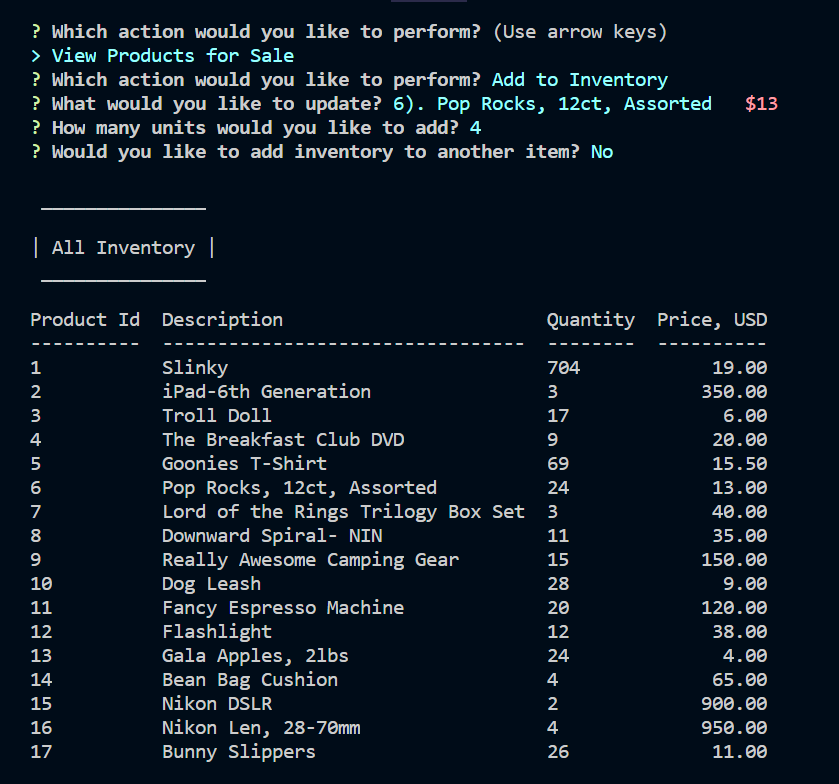 ? Which action would you like to perform? (Use arrow keys)
> View Products for Sale
? Which action would you like to perform? Add to Inventory
? What would you like to update? 6). Pop Rocks, 12ct, Assorted   $13
? How many units would you like to add? 4
? Would you like to add inventory to another item? No
_______________
| All Inventory |
_______________
Product Id  Description                        Quantity  Price, USD
----------  ---------------------------------  --------  ----------
1           Slinky                             704            19.00
2           iPad-6th Generation                3             350.00
3           Troll Doll                         17              6.00
4           The Breakfast Club DVD             9              20.00
5           Goonies T-Shirt                    69             15.50
6           Pop Rocks, 12ct, Assorted          24             13.00
7           Lord of the Rings Trilogy Box Set  3              40.00
8           Downward Spiral- NIN               11             35.00
9           Really Awesome Camping Gear        15            150.00
10          Dog Leash                          28              9.00
11          Fancy Espresso Machine             20            120.00
12          Flashlight                         12             38.00
13          Gala Apples, 2lbs                  24              4.00
14          Bean Bag Cushion                   4              65.00
15          Nikon DSLR                         2             900.00
16          Nikon Len, 28-70mm                 4             950.00
17          Bunny Slippers                     26             11.00